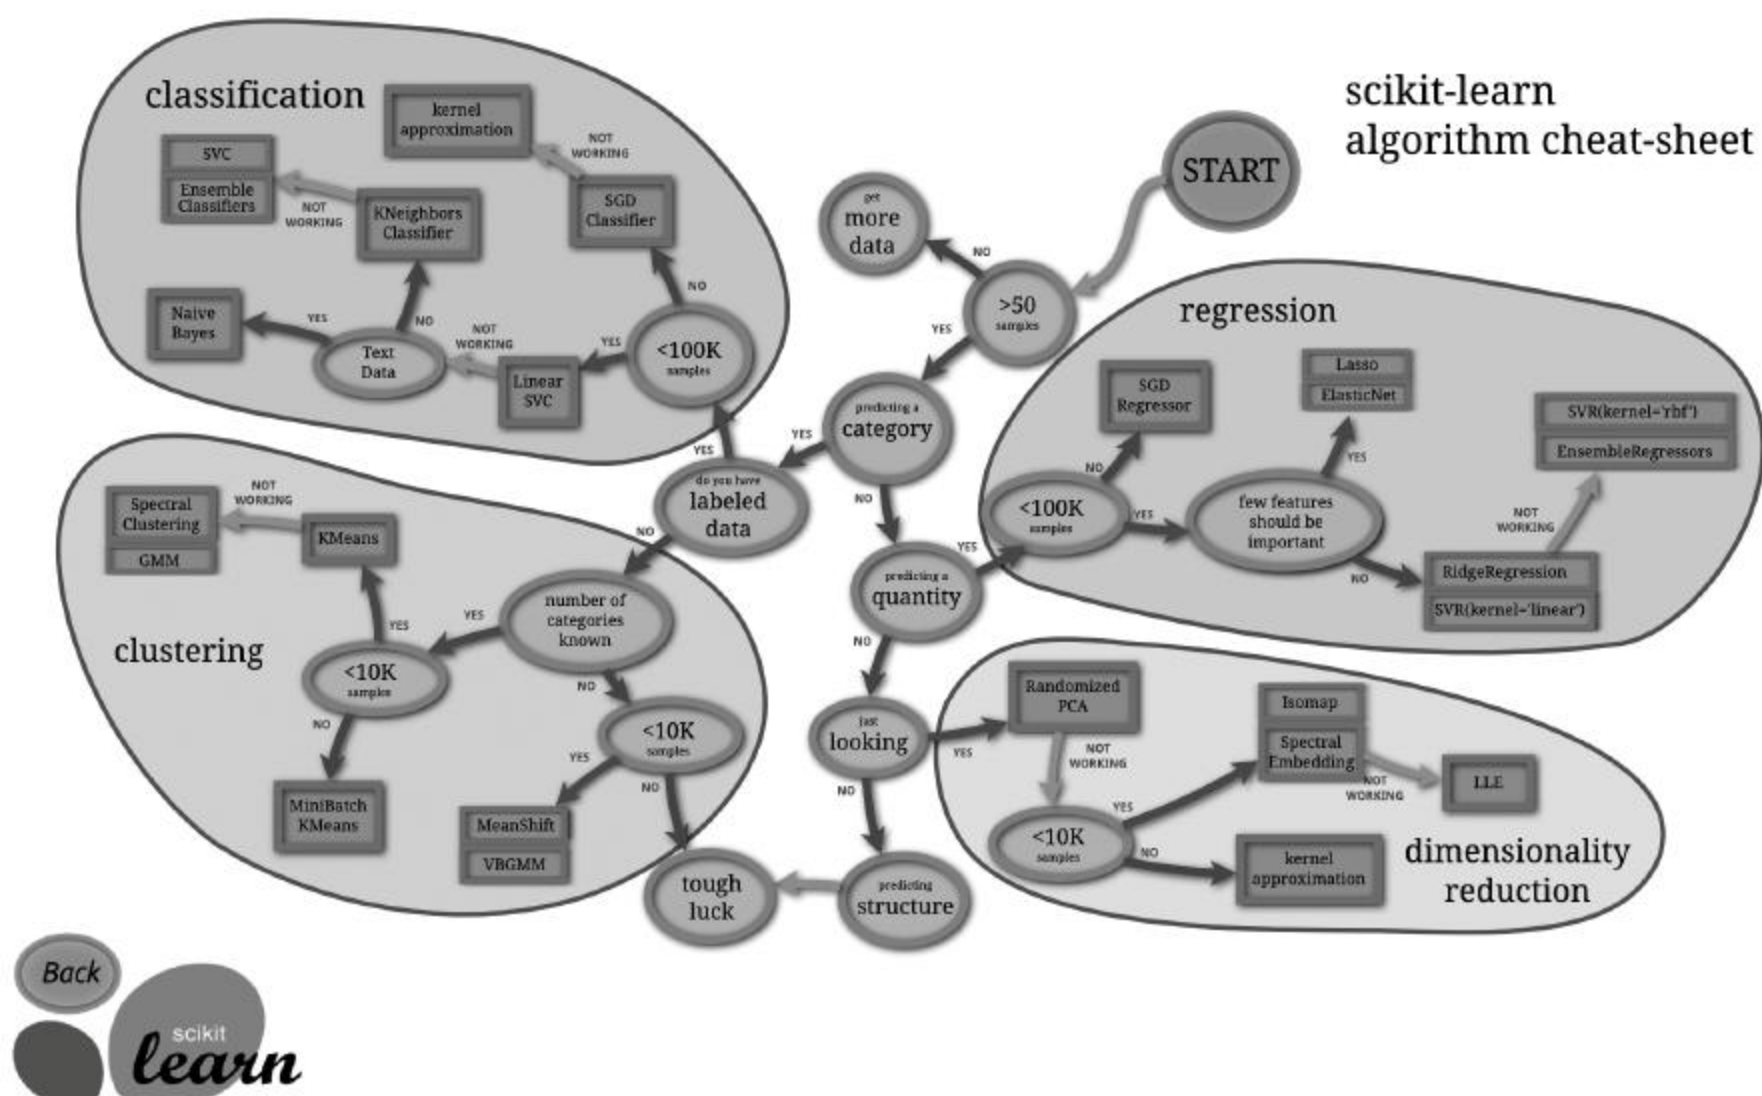 scikit-learn
algorithm cheat-sheet
START
classification
kernel
approximation
NOT
WORKING
SVC
Ensemble
Classifiers
NOT
WORKING
KNeighbors
Classifier
SGD
Classifier
NO
Naive
Bayes
YES
Text
Data
NO
NOT
WORKING
Linear
SVC
YES
<100K
samples
YES
get
more
data
NO
>50
samples
YES
predicting a
category
YES
do you have
labeled
data
NO
NO
predicting a
quantity
YES
NO
just
looking
YES
NO
predicting
structure
tough
luck
regression
SGD
Regressor
NO
<100K
samples
YES
Lasso
ElasticNet
YES
few features
should be
important
NO
SVR(kernel='rbf')
EnsembleRegressors
NOT
WORKING
RidgeRegression
SVR(kernel='linear')
clustering
Spectral
Clustering
GMM
NOT
WORKING
KMeans
YES
<10K
samples
YES
number of
categories
known
NO
NO
MiniBatch
KMeans
<10K
samples
YES
NO
MeanShift
VBGMM
Randomized
PCA
NOT
WORKING
<10K
samples
YES
NO
Isomap
Spectral
Embedding
NOT
WORKING
LLE
kernel
approximation
dimensionality
reduction
Back
scikit
learn